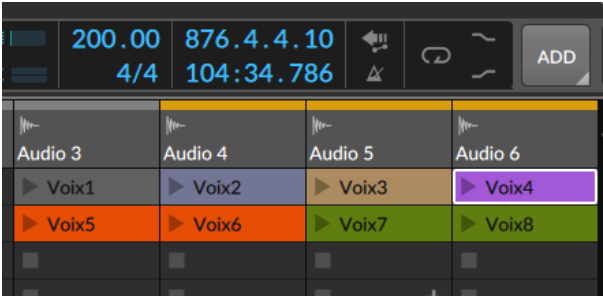 200.00 876.4.4.10
4/4 104:34.786
ADD
Audio 3 Audio 4 Audio 5 Audio 6
Voix1 Voix2 Voix3 Voix4
Voix5 Voix6 Voix7 Voix8